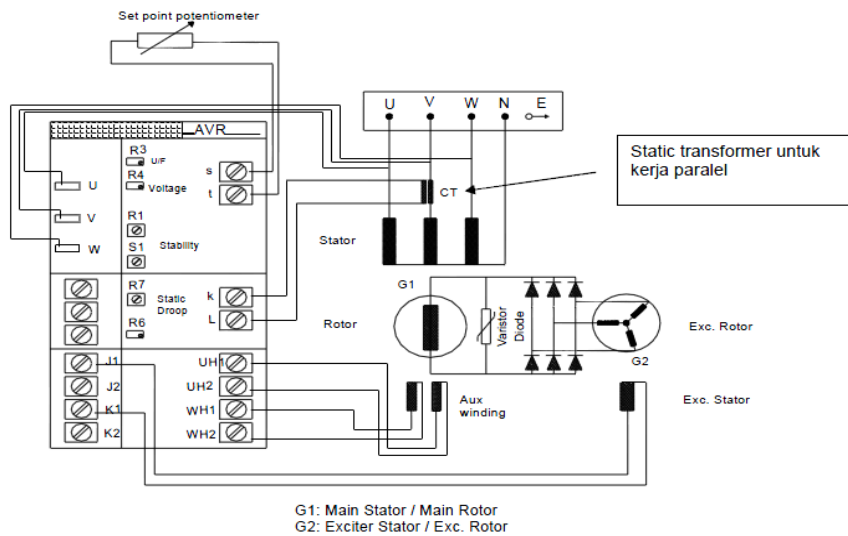 Set point potentiometer
U V W N E
AVR
R3
U/F
R4
Voltage
s
t
U
V
W
R1
S1
Stability
CT
Static transformer untuk
kerja paralel
Stator
R7
Static
Droop
R6
k
L
G1
Rotor
Varistor
Diode
Exc. Rotor
G2
J1
J2
K1
K2
UH1
UH2
WH1
WH2
Aux
winding
Exc. Stator
G1: Main Stator / Main Rotor
G2: Exciter Stator / Exc. Rotor